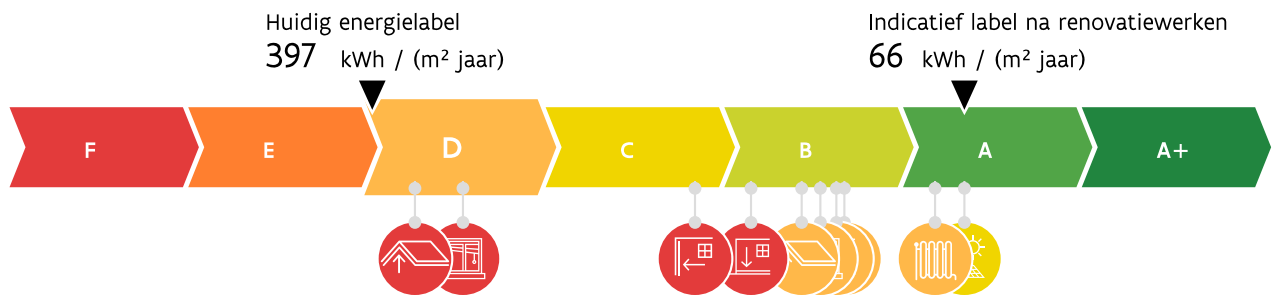 Huidig energielabel
397 kWh / (m² jaar)
Indicatief label na renovatiewerken
66 kWh / (m² jaar)
F E D C B A A+